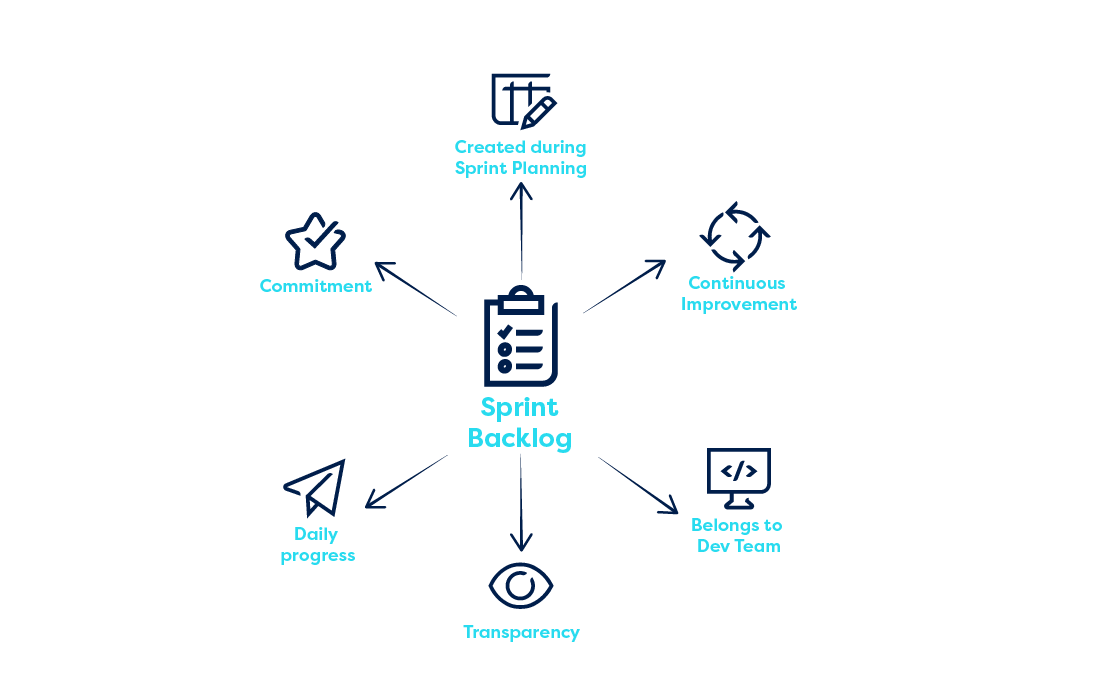 Created during
Sprint Planning
Commitment
Continuous
Improvement
Sprint
Backlog
Daily
progress
Belongs to
Dev Team
Transparency